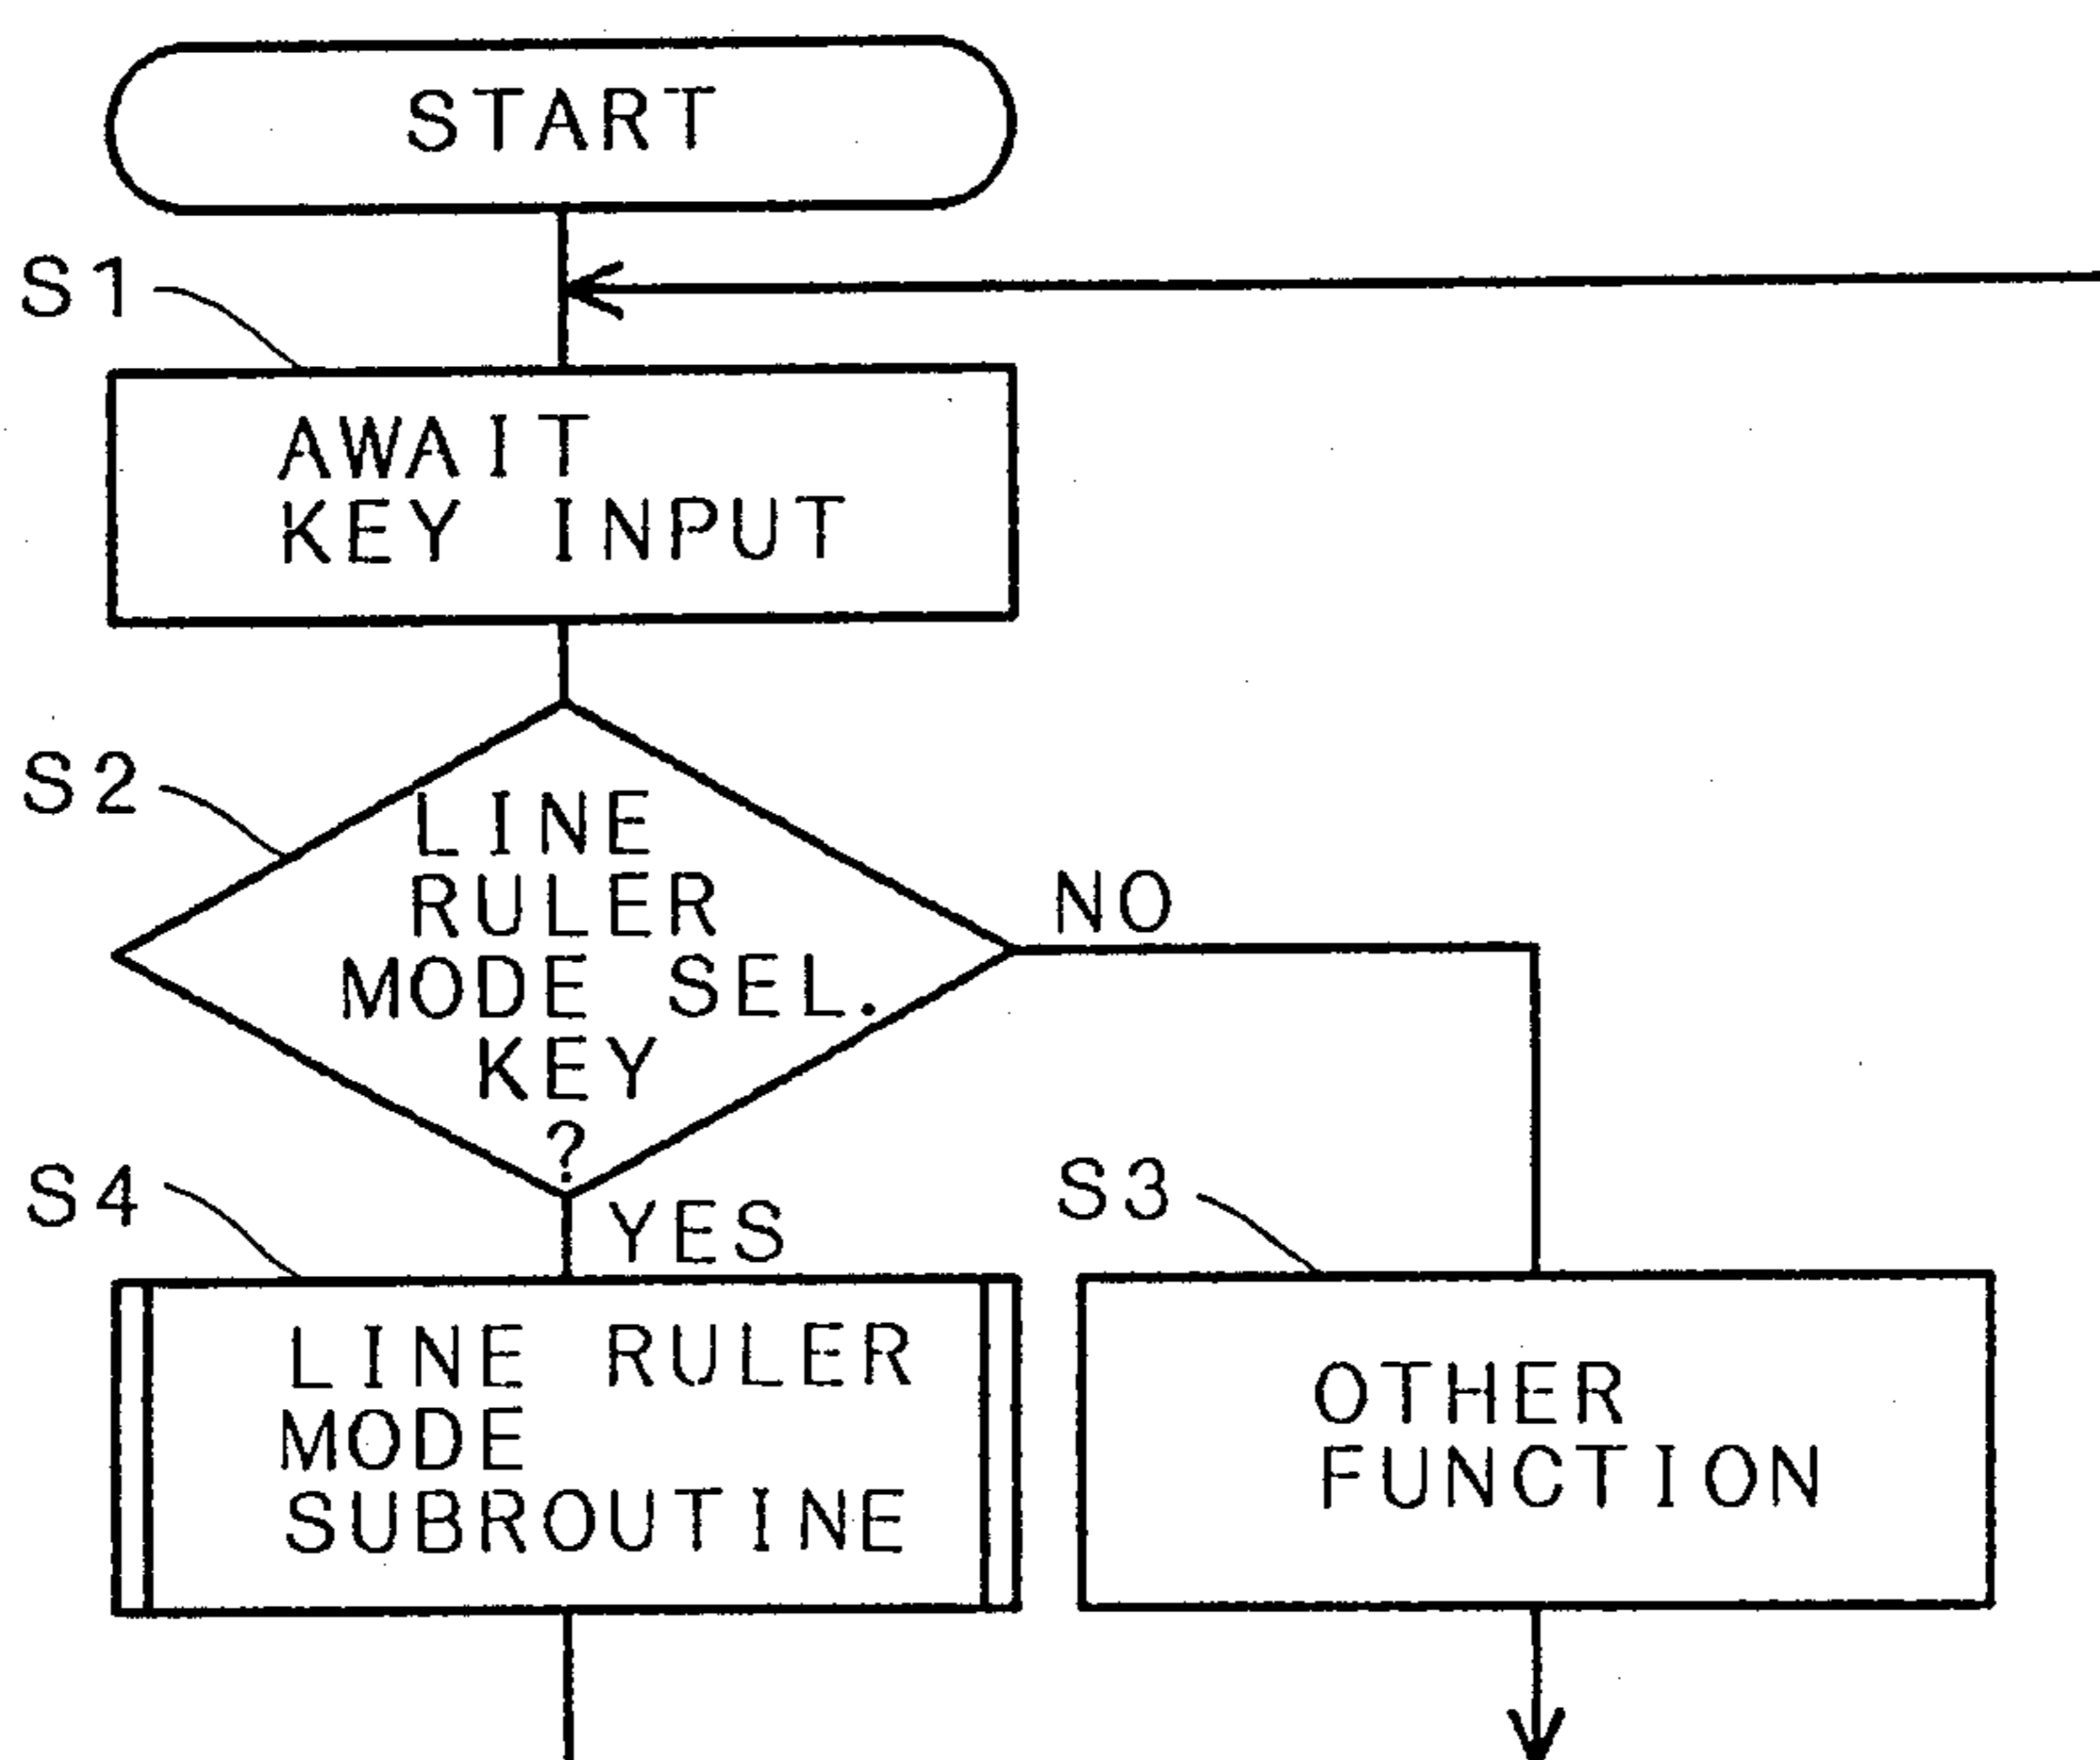 START
S1
AWAIT
KEY INPUT
S2
LINE
RULER
MODE SEL.
KEY
?
NO
YES
S4
LINE RULER
MODE
SUBROUTINE
S3
OTHER
FUNCTION